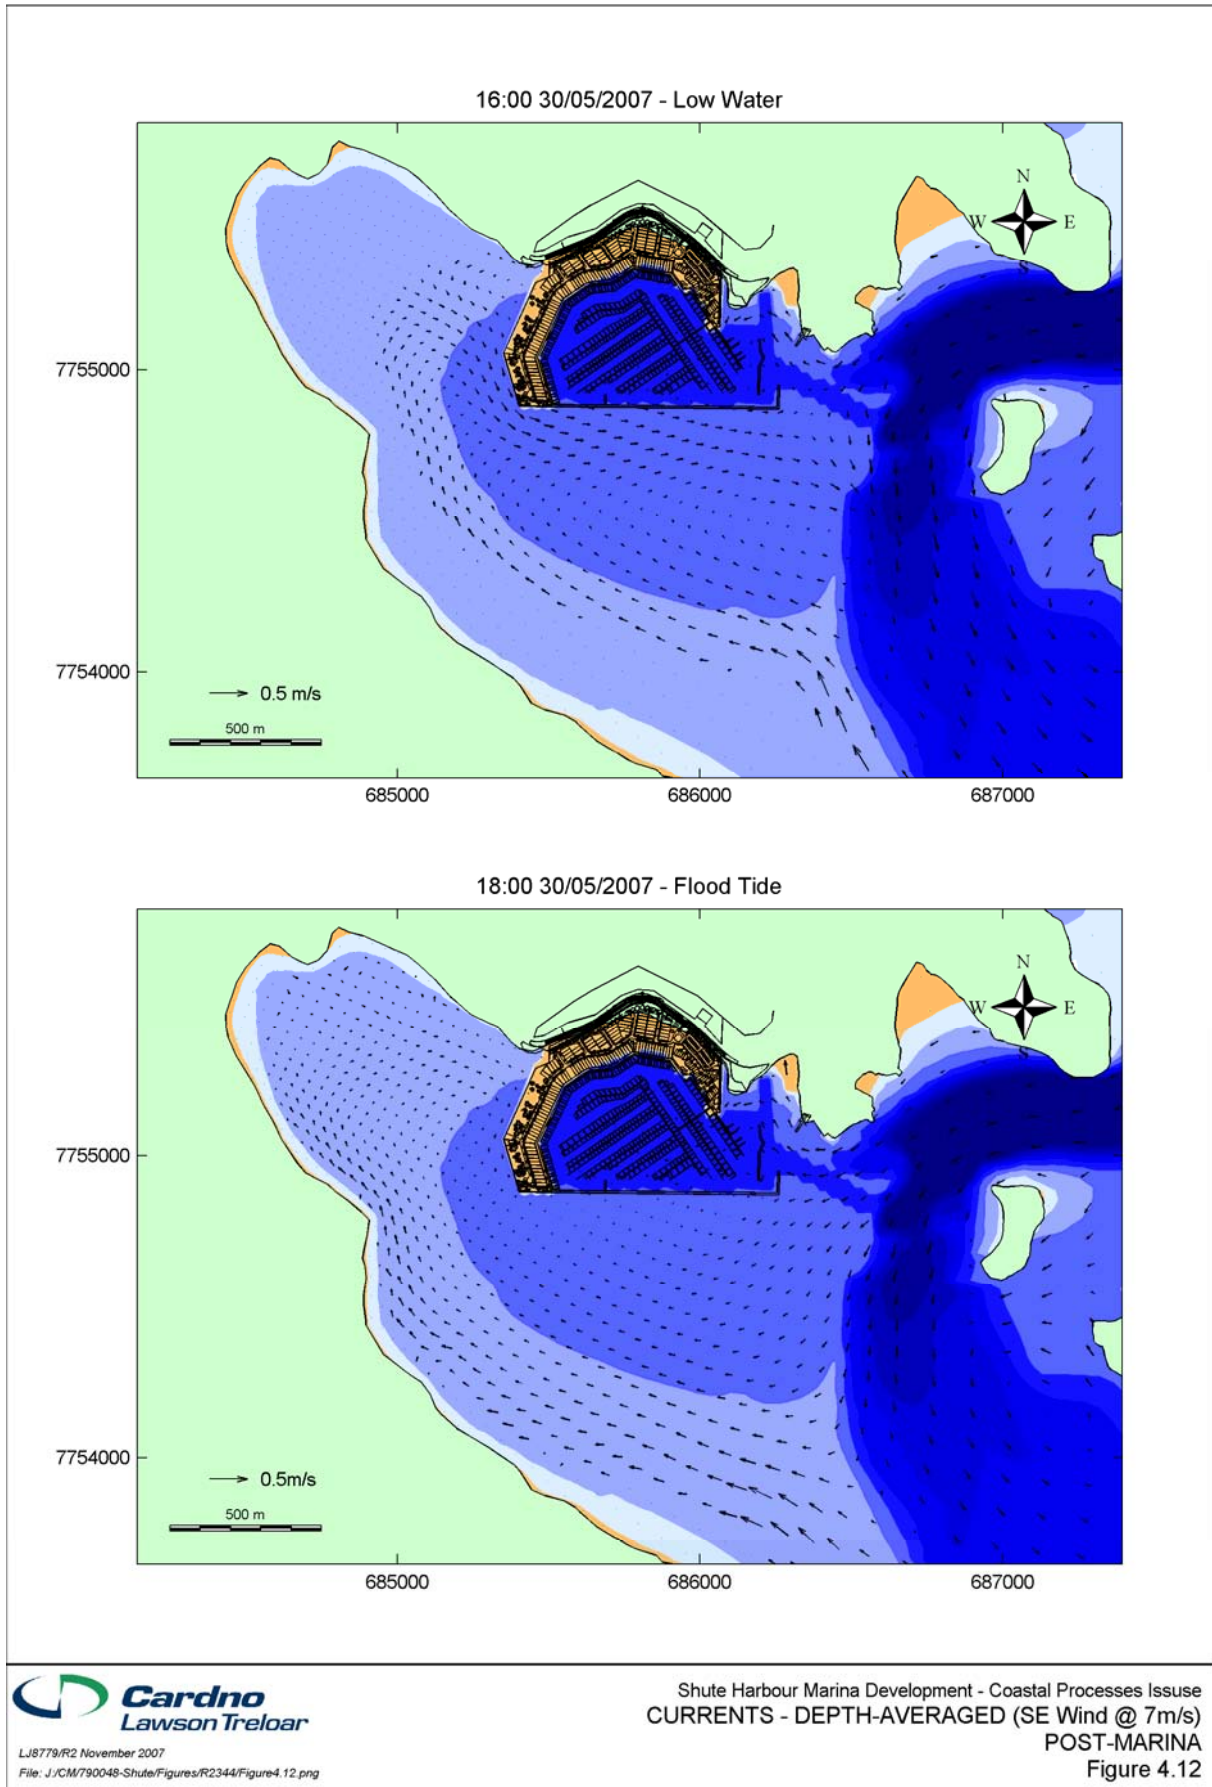 16:00 30/05/2007 - Low Water
N
W
E
S
7755000
7754000
0.5 m/s
500 m
685000
686000
687000
18:00 30/05/2007 - Flood Tide
N
W
E
S
7755000
7754000
0.5m/s
500 m
685000
686000
687000
Cardno
Lawson Treloar
LJ8779/R2 November 2007
File: J:/CM/790048-Shute/Figures/R2344/Figure4.12.png
Shute Harbour Marina Development - Coastal Processes Issuse
CURRENTS - DEPTH-AVERAGED (SE Wind @ 7m/s)
POST-MARINA
Figure 4.12